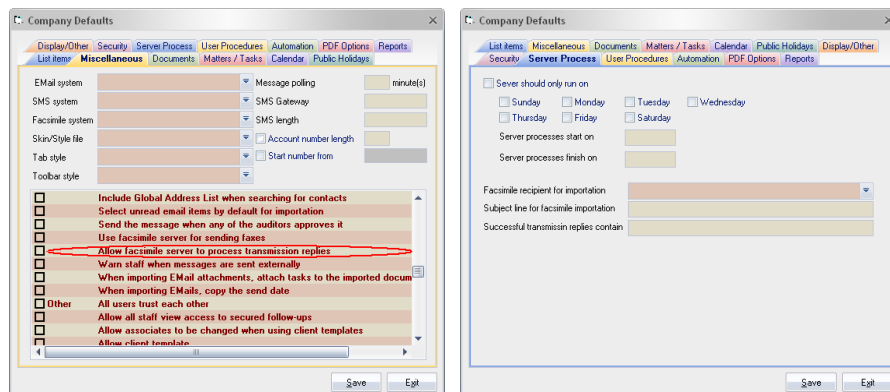 Company Defaults
Display/Other Security Server Process User Procedures Automation PDF Options Reports
List items Miscellaneous Documents Matters / Tasks Calendar Public Holidays
EMail system Message polling minute(s)
SMS system SMS Gateway
Facsimile system SMS length
Skin/Style file Account number length
Tab style Start number from
Toolbar style
Include Global Address List when searching for contacts
Select unread email items by default for importation
Send the message when any of the auditors approves it
Use facsimile server for sending faxes
Allow facsimile server to process transmission replies
Warn staff when messages are sent externally
When importing EMail attachments, attach tasks to the imported docum
When importing EMails, copy the send date
Other All users trust each other
Allow all staff view access to secured follow-ups
Allow associates to be changed when using client templates
Allow client template
Save Exit
Company Defaults
List items Miscellaneous Documents Matters / Tasks Calendar Public Holidays Display/Other
Security Server Process User Procedures Automation PDF Options Reports
Sever should only run on
Sunday Monday Tuesday Wednesday
Thursday Friday Saturday
Server processes start on
Server processes finish on
Facsimile recipient for importation
Subject line for facsimile importation
Successful transmissin replies contain
Save Exit